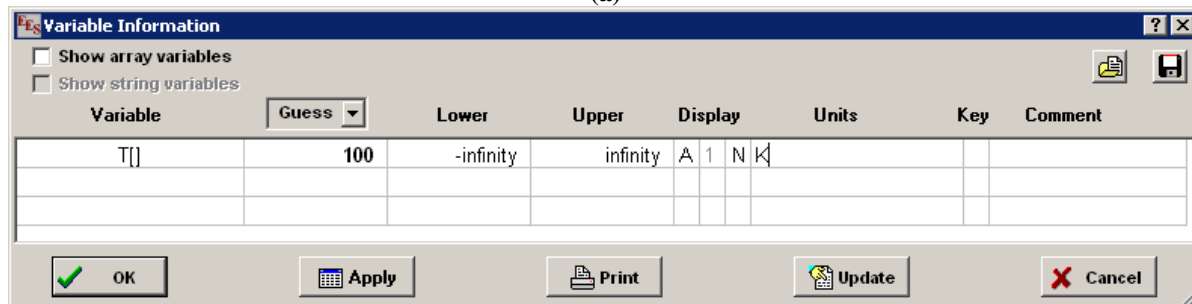 (a)
EES Variable Information
Show array variables
Show string variables
Variable Guess Lower Upper Display Units Key Comment
T[] 100 -infinity infinity A 1 N K
OK Apply Print Update Cancel